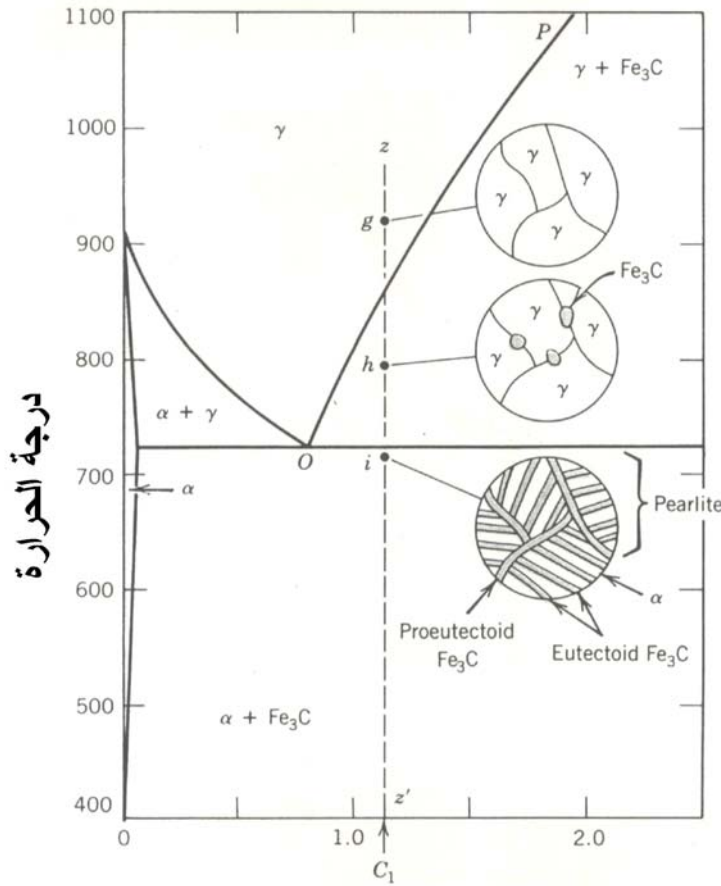 1100
P
γ + Fe₃C
1000
γ
z
γ
γ
γ
γ
g
900
Fe₃C
γ
γ
γ
γ
800
h
α + γ
700
O
i
α
Pearlite
600
α
Proeutectoid
Fe₃C
Eutectoid Fe₃C
500
α + Fe₃C
400
z′
0
1.0
2.0
C₁
درجة الحرارة